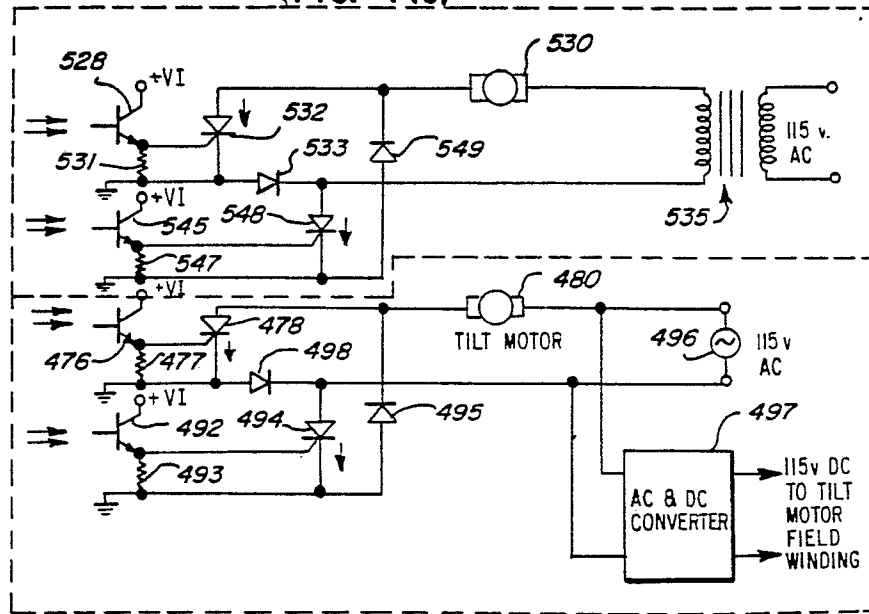 528
+VI
530
532
531
533
549
115 v.
AC
+VI
548
545
535
547
+VI
480
478
TILT MOTOR
496
115 v
AC
476
477
498
+VI
494
495
497
492
493
AC & DC
CONVERTER
115v DC
TO TILT
MOTOR
FIELD
WINDING